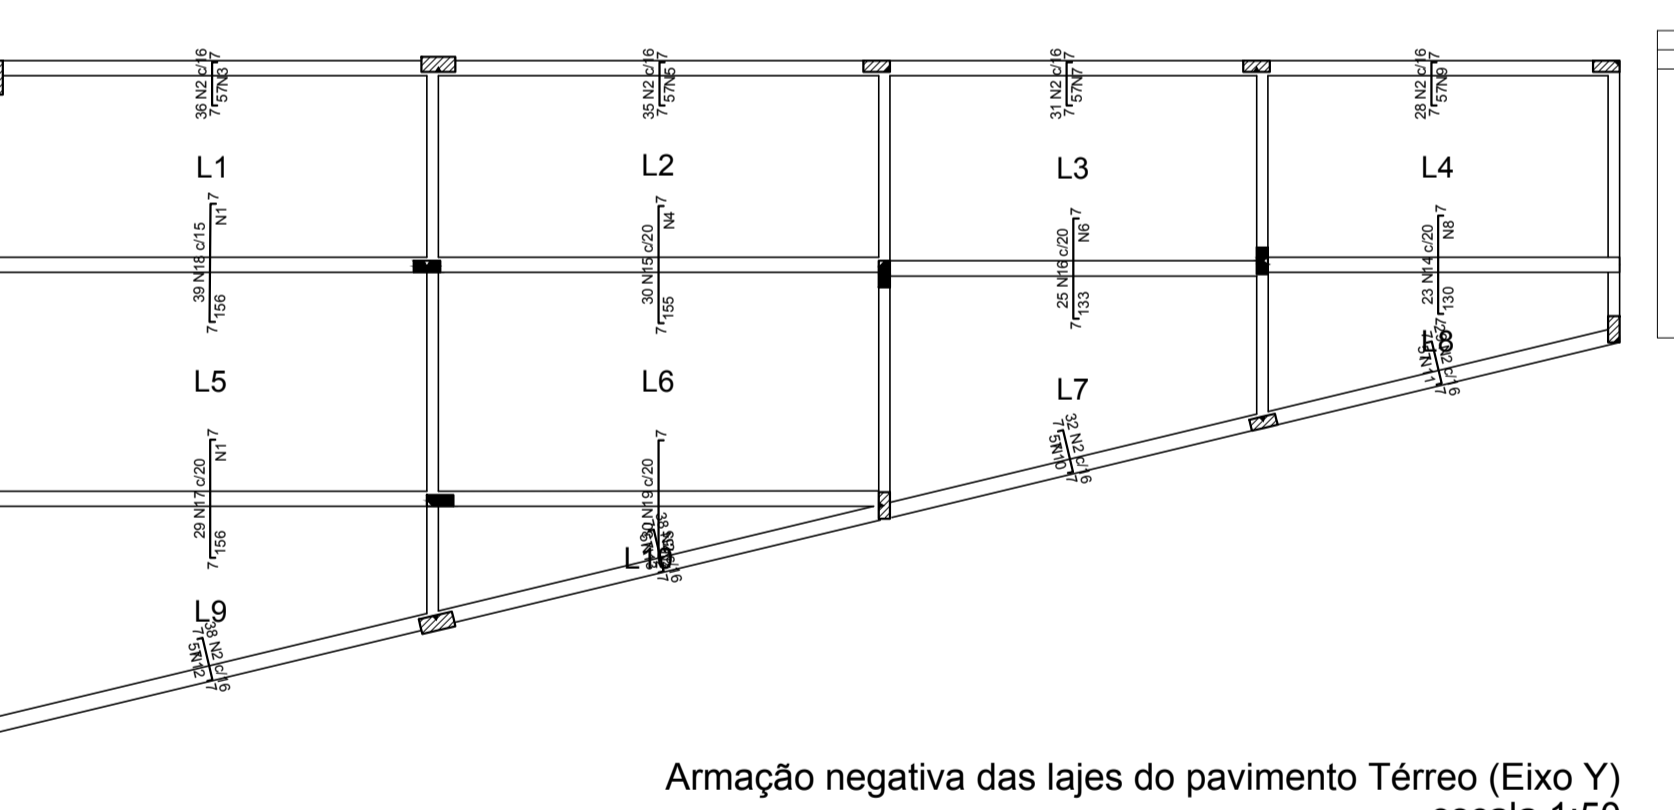 36 N2 c/16
7
57N3
7
35 N2 c/16
7
57N5
7
31 N2 c/16
7
57N7
7
28 N2 c/16
7
57N9
7
L1
L2
L3
L4
39 N18 c/15
7
N1
156
7
30 N15 c/20
7
N4
155
7
25 N16 c/20
7
N6
133
7
23 N14 c/20
7
N8
130
L5
L6
L7
29 N17 c/20
7
N1
156
7
30 N19 c/20
7
32 N2 c/16
7
7
L9
38 N2 c/16
7
7
Armação negativa das lajes do pavimento Térreo (Eixo Y)